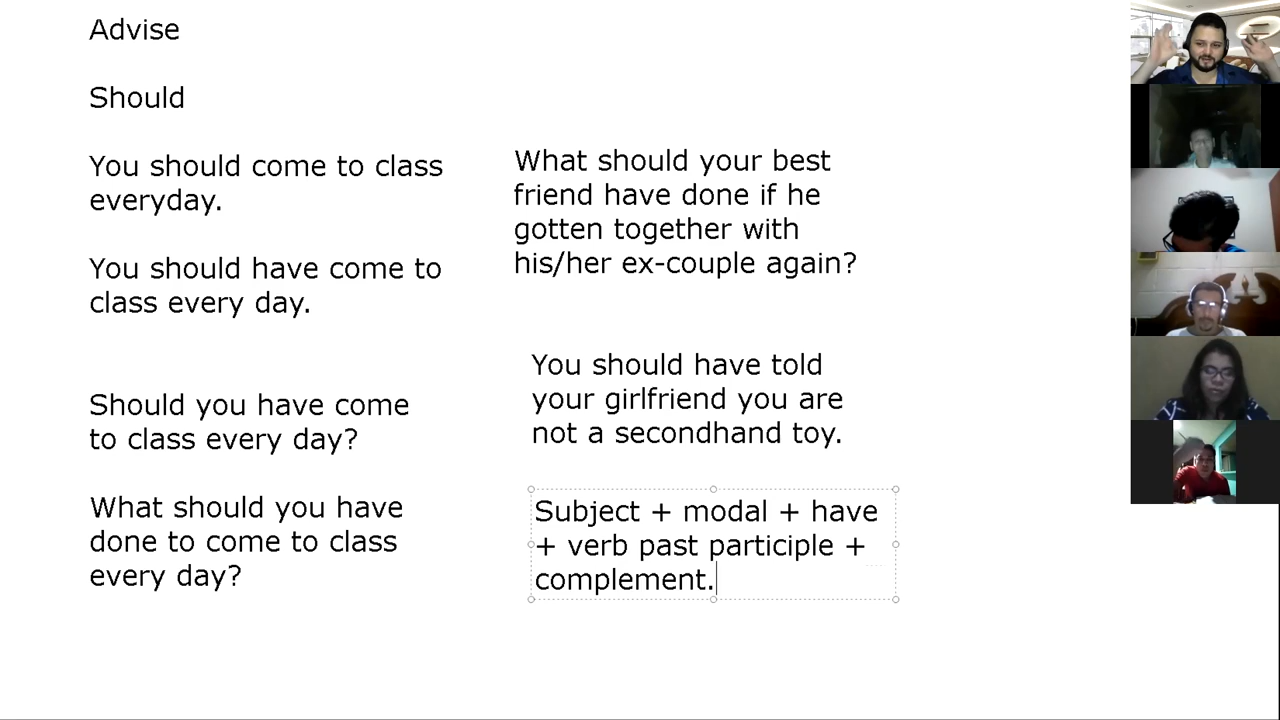 Advise
Should
You should come to class
everyday.
You should have come to
class every day.
Should you have come
to class every day?
What should you have
done to come to class
every day?
What should your best
friend have done if he
gotten together with
his/her ex-couple again?
You should have told
your girlfriend you are
not a secondhand toy.
Subject + modal + have
+ verb past participle +
complement.